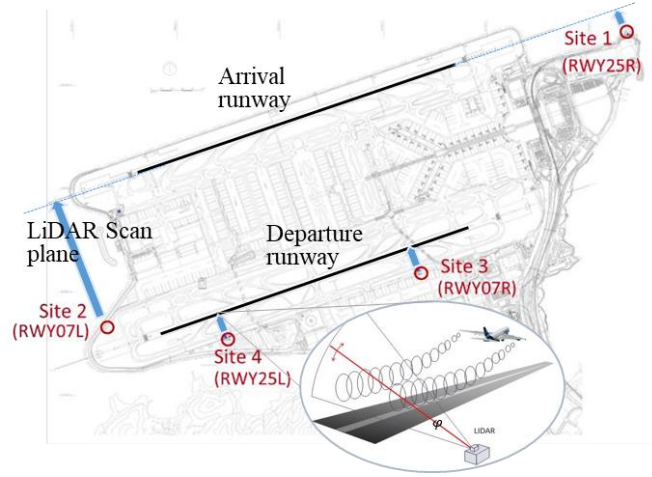 Site 1
(RWY25R)
Arrival
runway
LiDAR Scan
plane
Departure
runway
Site 3
(RWY07R)
Site 2
(RWY07L)
Site 4
(RWY25L)
φ
LIDAR